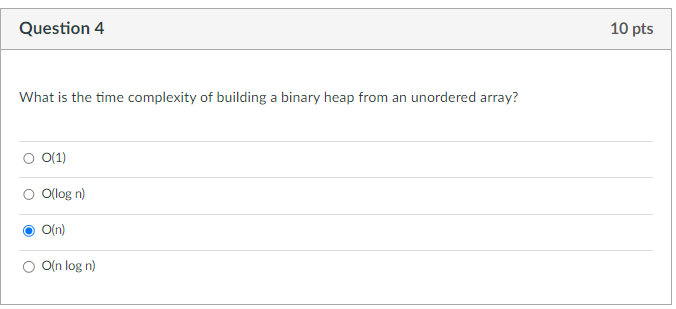 Question 4 10 pts
What is the time complexity of building a binary heap from an unordered array?
O(1)
O(log n)
O(n)
O(n log n)